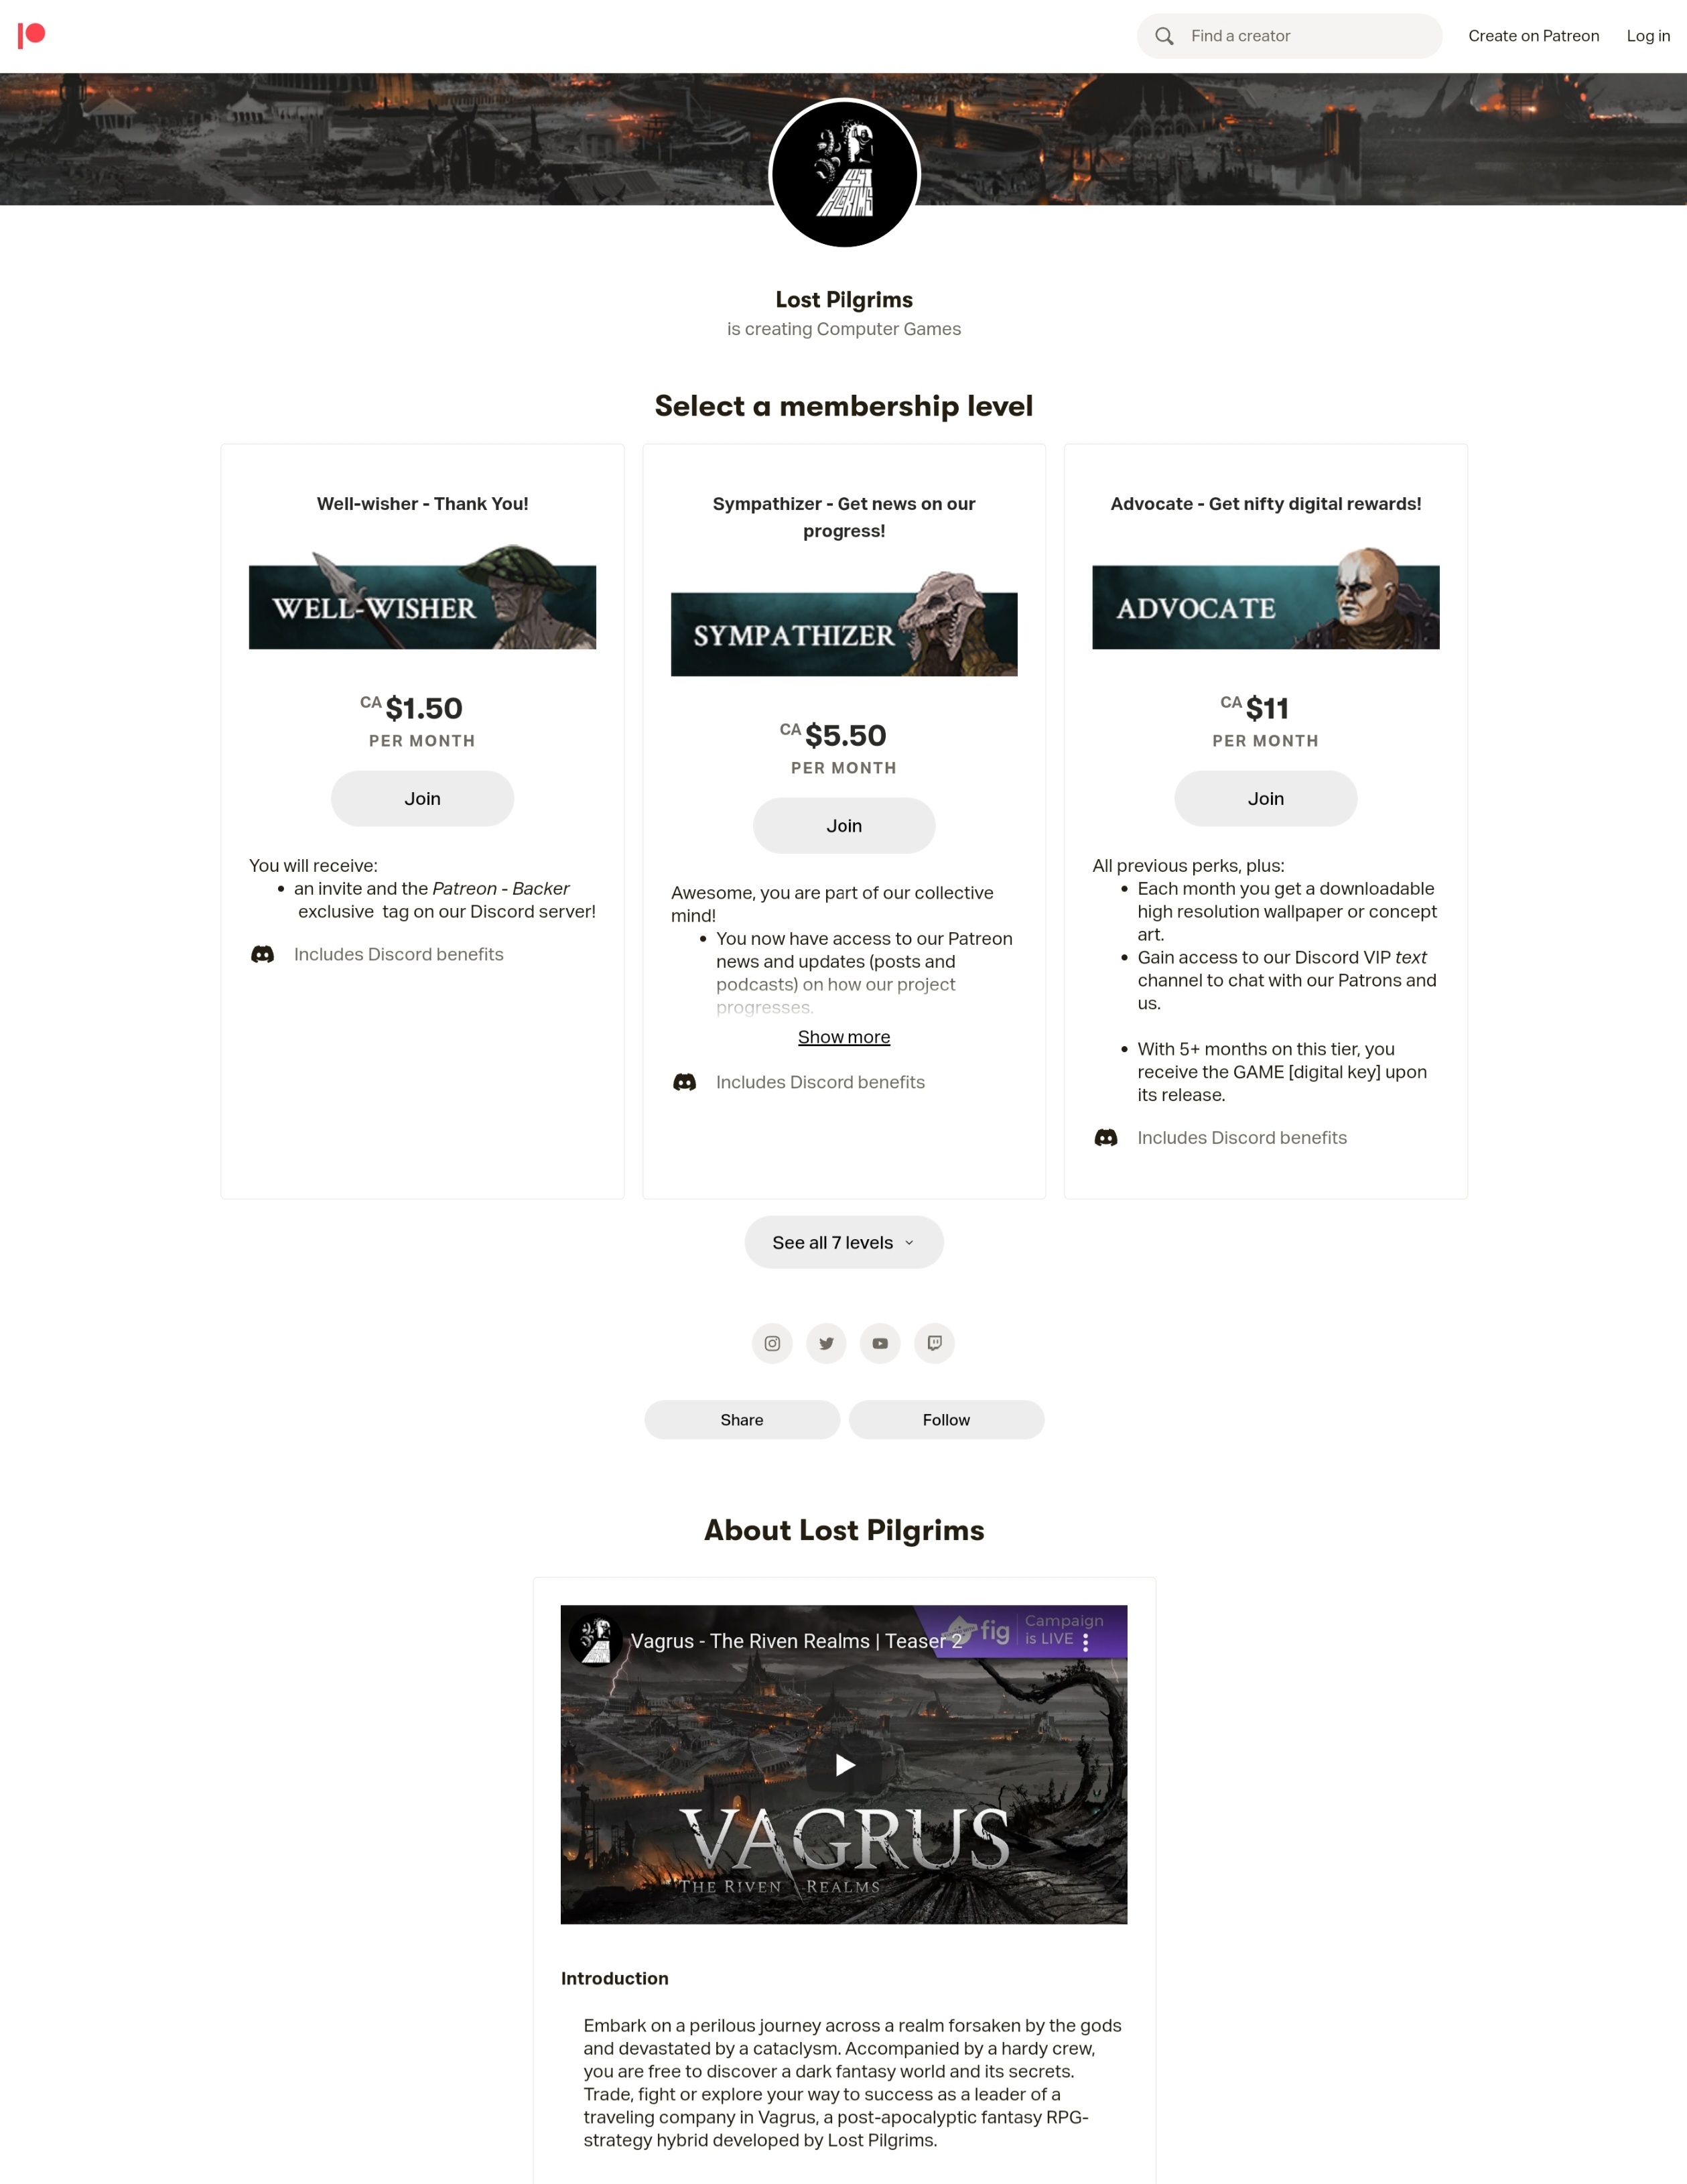 Find a creator
Create on Patreon
Log in
LOST
PILGRIMS
Lost Pilgrims
is creating Computer Games
Select a membership level
Well-wisher - Thank You!
WELL-WISHER
CA $1.50
PER MONTH
Join
You will receive:
• an invite and the Patreon - Backer
exclusive tag on our Discord server!
Includes Discord benefits
Sympathizer - Get news on our
progress!
SYMPATHIZER
CA $5.50
PER MONTH
Join
Awesome, you are part of our collective
mind!
• You now have access to our Patreon
news and updates (posts and
podcasts) on how our project
progresses.
Show more
Includes Discord benefits
Advocate - Get nifty digital rewards!
ADVOCATE
CA $11
PER MONTH
Join
All previous perks, plus:
• Each month you get a downloadable
high resolution wallpaper or concept
art.
• Gain access to our Discord VIP text
channel to chat with our Patrons and
us.
• With 5+ months on this tier, you
receive the GAME [digital key] upon
its release.
Includes Discord benefits
See all 7 levels
Share
Follow
About Lost Pilgrims
Vagrus - The Riven Realms | Teaser 2
fig
Campaign
is LIVE
VAGRUS
THE RIVEN REALMS
Introduction
Embark on a perilous journey across a realm forsaken by the gods
and devastated by a cataclysm. Accompanied by a hardy crew,
you are free to discover a dark fantasy world and its secrets.
Trade, fight or explore your way to success as a leader of a
traveling company in Vagrus, a post-apocalyptic fantasy RPG-
strategy hybrid developed by Lost Pilgrims.